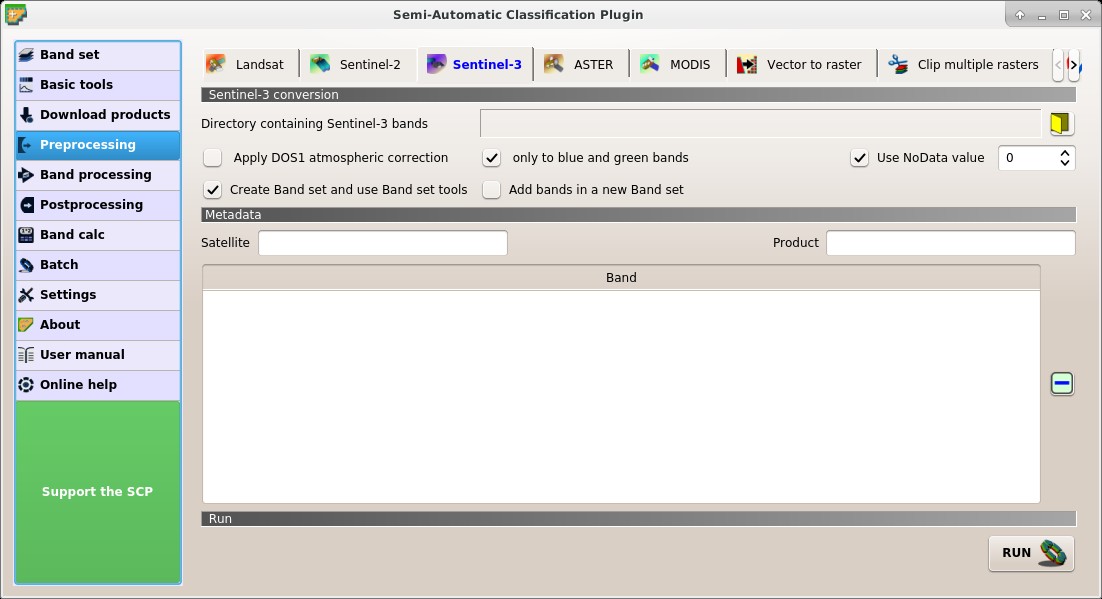 Semi-Automatic Classification Plugin
Band set
Basic tools
Download products
Preprocessing
Band processing
Postprocessing
Band calc
Batch
Settings
About
User manual
Online help
Support the SCP
Landsat
Sentinel-2
Sentinel-3
ASTER
MODIS
Vector to raster
Clip multiple rasters
Sentinel-3 conversion
Directory containing Sentinel-3 bands
Apply DOS1 atmospheric correction
only to blue and green bands
Use NoData value
0
Create Band set and use Band set tools
Add bands in a new Band set
Metadata
Satellite
Product
Band
Run
RUN